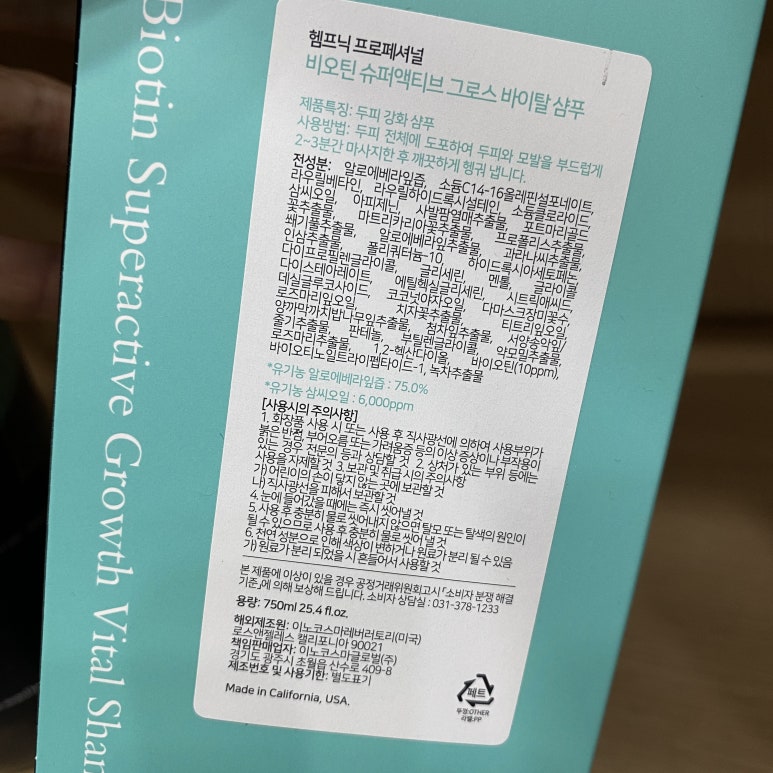 Biotin Superactive Growth Vital Sham
헴프닉 프로페셔널
비오틴 슈퍼액티브 그로스 바이탈 샴푸
제품특징: 두피 강화 샴푸
사용방법: 두피 전체에 도포하여 두피와 모발을 부드럽게
2~3분간 마사지한 후 깨끗하게 헹궈 냅니다.
전성분: 알로에베라잎즙, 소듐C14-16올레핀설포네이트,
라우릴베타인, 라우릴하이드록시설테인, 소듐클로라이드,
삼씨오일, 아피제닌, 사발팜열매추출물, 포트마리골드
꽃추출물, 마트리카리아꽃추출물, 프로폴리스추출물,
쐐기풀추출물, 알로에베라잎추출물, 과라나씨추출물,
인삼추출물, 폴리쿼터늄-10, 하이드록시아세토페논,
다이프로필렌글라이콜, 글리세린, 멘톨, 글라이콜
다이스테아레이트, 에틸헥실글리세린, 시트릭애씨드,
데실글루코사이드, 코코넛야자오일, 다마스크장미꽃수,
로즈마리잎오일, 치자꽃추출물, 티트리잎오일,
양까막까치밥나무잎추출물, 첨차잎추출물, 서양송악잎/
줄기추출물, 판테놀, 부틸렌글라이콜, 약모밀추출물,
로즈마리추출물, 1,2-헥산다이올, 바이오틴(10ppm),
바이오티노일트라이펩타이드-1, 녹차추출물
*유기농 알로에베라잎즙 : 75.0%
*유기농 삼씨오일 : 6,000ppm
[사용시의 주의사항]
1. 화장품 사용 시 또는 사용 후 직사광선에 의하여 사용부위가
붉은 반점, 부어오름 또는 가려움증 등의 이상 증상이나 부작용이
있는 경우 전문의 등과 상담할 것 2. 상처가 있는 부위 등에는
사용을 자제할 것 3. 보관 및 취급 시의 주의사항
가) 어린이의 손이 닿지 않는 곳에 보관할 것
나) 직사광선을 피해서 보관할 것
4. 눈에 들어갔을 때에는 즉시 씻어낼 것
5. 사용 후 충분히 물로 씻어내지 않으면 탈모 또는 탈색의 원인이
될 수 있으므로 사용 후 충분히 물로 씻어 낼 것
6. 천연 성분으로 인해 색상이 변하거나 원료가 분리 될 수 있음
가) 원료가 분리 되었을 시 흔들어서 사용할 것
본 제품에 이상이 있을 경우 공정거래위원회고시 「소비자 분쟁 해결
기준」에 의해 보상해 드립니다. 소비자 상담실 : 031-378-1233
용량: 750ml 25.4 fl.oz.
해외제조원: 이노코스마레버러토리(미국)
로스앤젤레스 캘리포니아 90021
책임판매업자: 이노코스마글로벌(주)
경기도 광주시 초월읍 산수로 409-8
제조번호 및 사용기한: 별도표기
Made in California, USA.
페트
뚜껑:OTHER
라벨:PP